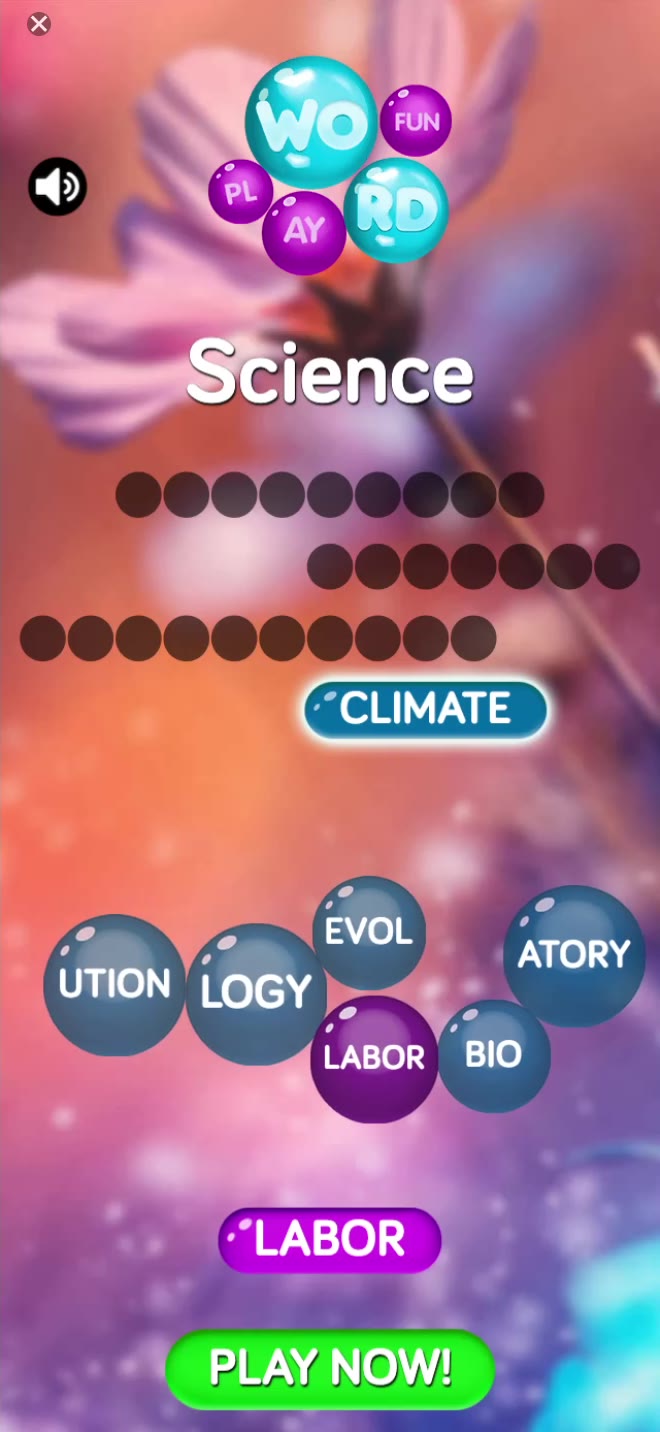 WO
FUN
PL
AY
RD
Science
CLIMATE
EVOL
ATORY
UTION
LOGY
LABOR
BIO
LABOR
PLAY NOW!